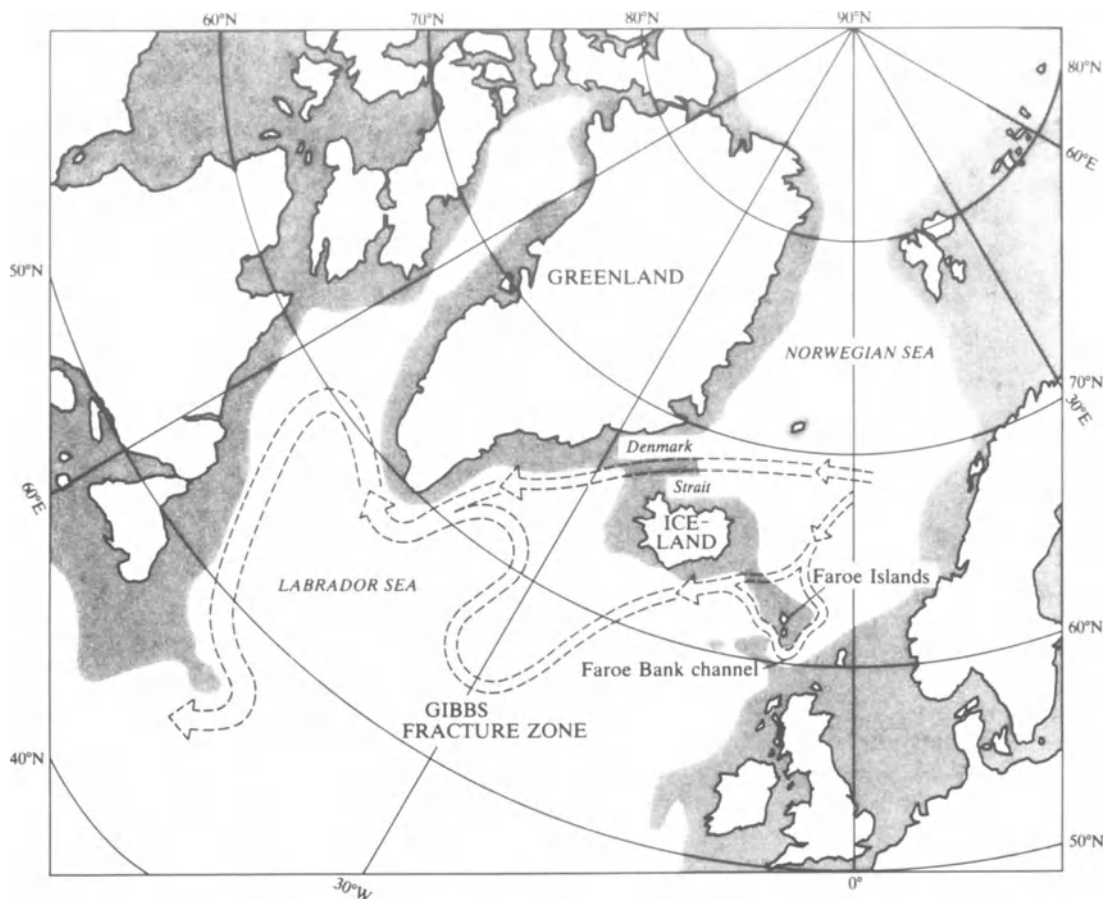 60°N
70°N
80°N
90°N
80°N
60°E
50°N
GREENLAND
NORWEGIAN SEA
70°N
30°E
Denmark
Strait
60°E
ICE-
LAND
LABRADOR SEA
Faroe Islands
60°N
Faroe Bank channel
GIBBS
FRACTURE ZONE
40°N
50°N
30°W
0°